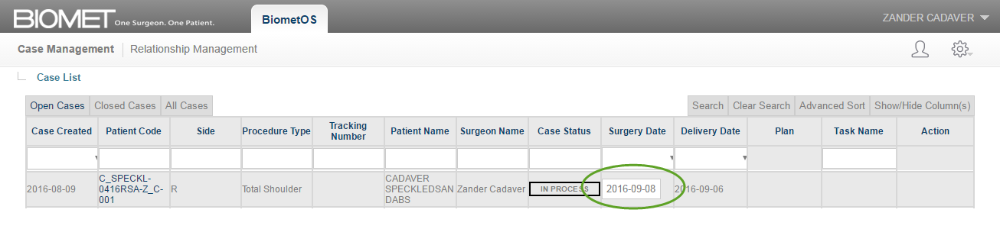 BIOMET One Surgeon. One Patient. BiometOS ZANDER CADAVER
Case Management Relationship Management
Case List
Open Cases Closed Cases All Cases Search Clear Search Advanced Sort Show/Hide Column(s)
Case Created Patient Code Side Procedure Type Tracking Number Patient Name Surgeon Name Case Status Surgery Date Delivery Date Plan Task Name Action
2016-08-09 C_SPECKL-0416RSA-Z_C-001 R Total Shoulder CADAVER SPECKLEDSANDABS Zander Cadaver IN PROCESS 2016-09-08 2016-09-06